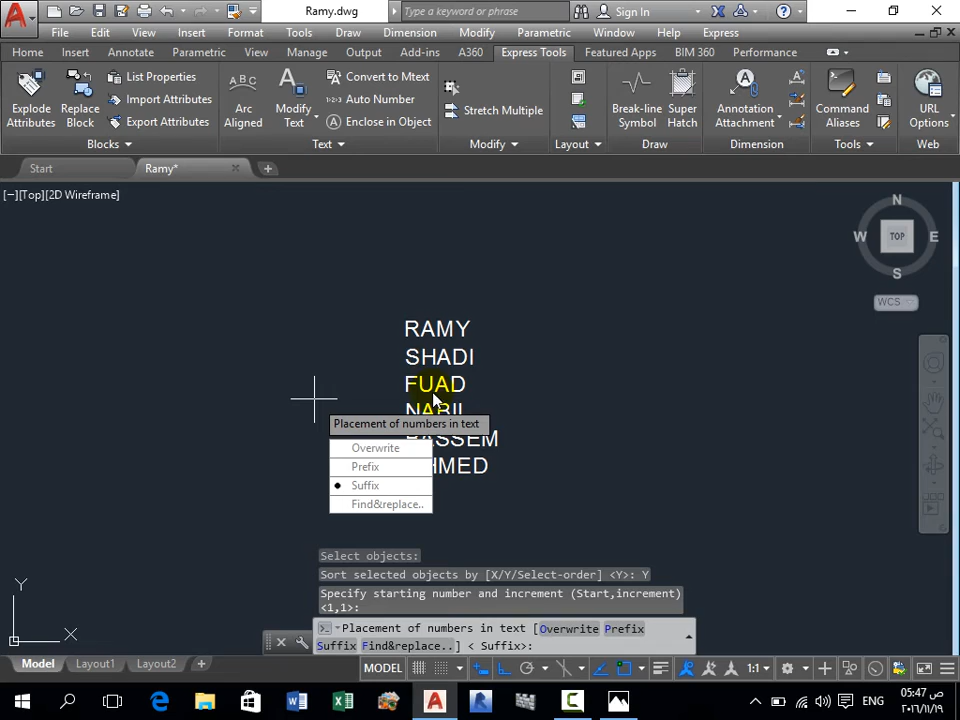 Ramy.dwg
Type a keyword or phrase
Sign In
File Edit View Insert Format Tools Draw Dimension Modify Parametric Window Help Express
Home Insert Annotate Parametric View Manage Output Add-ins A360 Express Tools Featured Apps BIM 360 Performance
Explode Attributes
Replace Block
List Properties
Import Attributes
Export Attributes
Arc Aligned
Modify Text
Convert to Mtext
Auto Number
Enclose in Object
Stretch Multiple
Break-line Symbol
Super Hatch
Annotation Attachment
Command Aliases
URL Options
Blocks Text Modify Layout Draw Dimension Tools Web
Start Ramy*
[−][Top][2D Wireframe]
N
W TOP E
S
WCS
RAMY
SHADI
FUAD
NABIL
Placement of numbers in text
Overwrite
Prefix
Suffix
Find&replace..
Select objects:
Sort selected objects by [X/Y/Select-order] <Y>: Y
Specify starting number and increment (Start,increment)
<1,1>:
Placement of numbers in text [Overwrite Prefix
Suffix Find&replace..] < Suffix>:
Y
X
Model Layout1 Layout2
MODEL
1:1
ENG
05:47 ص
٢٠١٦/١١/١٩